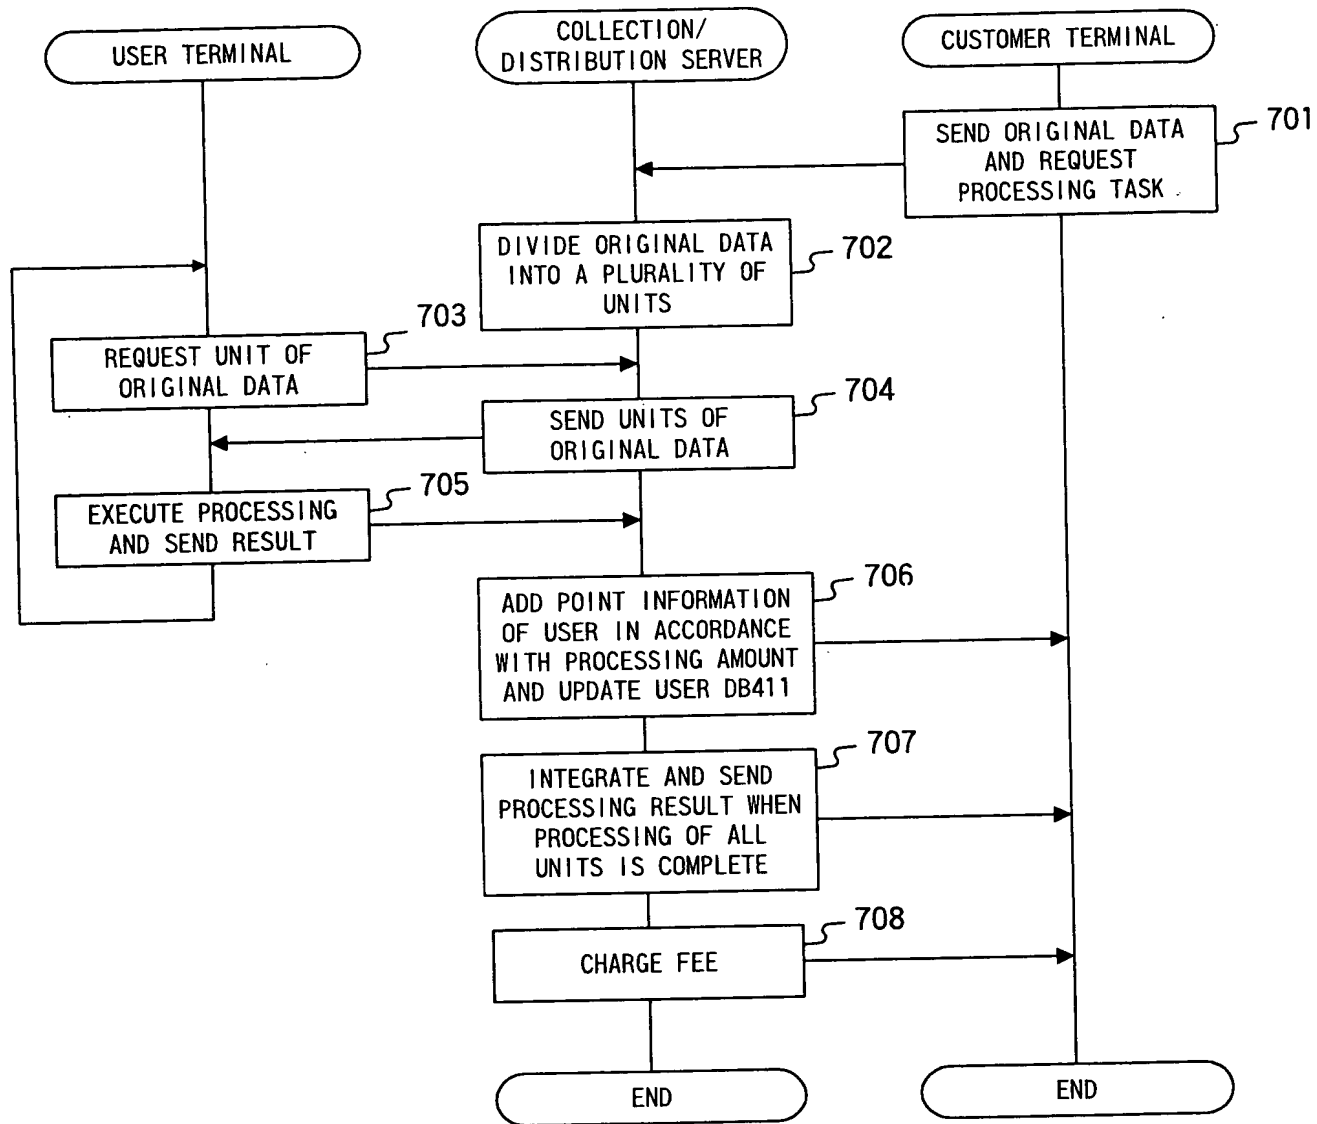 USER TERMINAL
COLLECTION/
DISTRIBUTION SERVER
CUSTOMER TERMINAL
SEND ORIGINAL DATA
AND REQUEST
PROCESSING TASK
701
DIVIDE ORIGINAL DATA
INTO A PLURALITY OF
UNITS
702
REQUEST UNIT OF
ORIGINAL DATA
703
SEND UNITS OF
ORIGINAL DATA
704
EXECUTE PROCESSING
AND SEND RESULT
705
ADD POINT INFORMATION
OF USER IN ACCORDANCE
WITH PROCESSING AMOUNT
AND UPDATE USER DB411
706
INTEGRATE AND SEND
PROCESSING RESULT WHEN
PROCESSING OF ALL
UNITS IS COMPLETE
707
CHARGE FEE
708
END
END